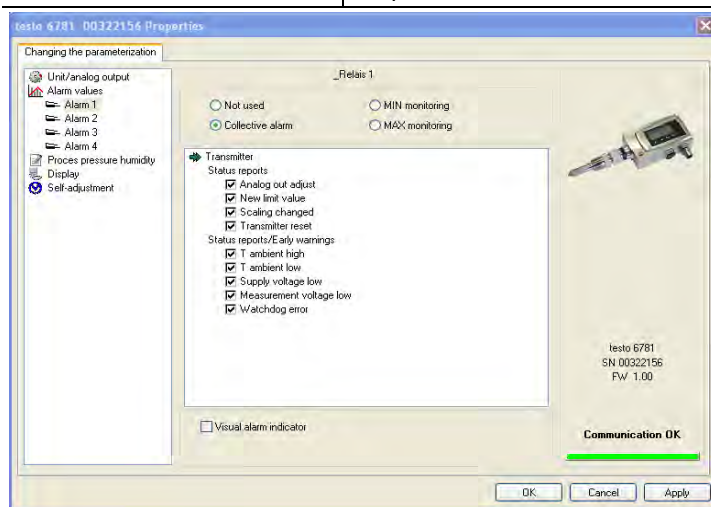 testo 6781 00322156 Properties
Changing the parameterization
Unit/analog output
Alarm values
Alarm 1
Alarm 2
Alarm 3
Alarm 4
Proces pressure humidity
Display
Self-adjustment
_Relais 1
Not used
MIN monitoring
Collective alarm
MAX monitoring
Transmitter
Status reports
Analog out adjust
New limit value
Scaling changed
Transmitter reset
Status reports/Early warnings
T ambient high
T ambient low
Supply voltage low
Measurement voltage low
Watchdog error
Visual alarm indicator
testo 6781
SN 00322156
FW 1.00
Communication OK
OK
Cancel
Apply